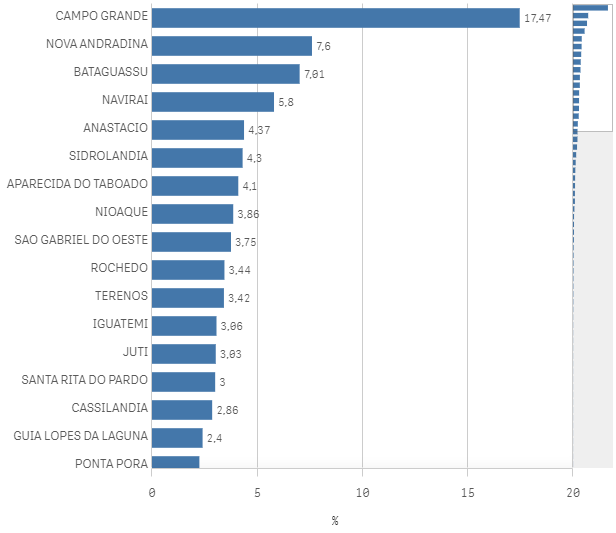 CAMPO GRANDE 17,47
NOVA ANDRADINA 7,6
BATAGUASSU 7,01
NAVIRAI 5,8
ANASTACIO 4,37
SIDROLANDIA 4,3
APARECIDA DO TABOADO 4,1
NIOAQUE 3,86
SAO GABRIEL DO OESTE 3,75
ROCHEDO 3,44
TERENOS 3,42
IGUATEMI 3,06
JUTI 3,03
SANTA RITA DO PARDO 3
CASSILANDIA 2,86
GUIA LOPES DA LAGUNA 2,4
PONTA PORA
0 5 10 15 20
%